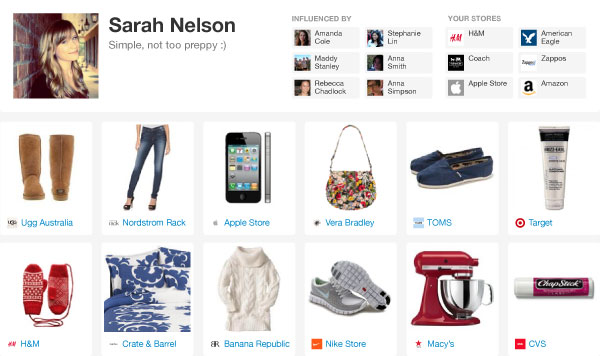 Sarah Nelson
Simple, not too preppy :)
INFLUENCED BY
Amanda
Cole
Stephanie
Lin
Maddy
Stanley
Anna
Smith
Rebecca
Chadlock
Anna
Simpson
YOUR STORES
H&M
American
Eagle
Coach
Zappos
Apple Store
Amazon
Ugg Australia
Nordstrom Rack
Apple Store
Vera Bradley
TOMS
Target
ChapStick
H&M
Crate & Barrel
Banana Republic
Nike Store
Macy's
CVS